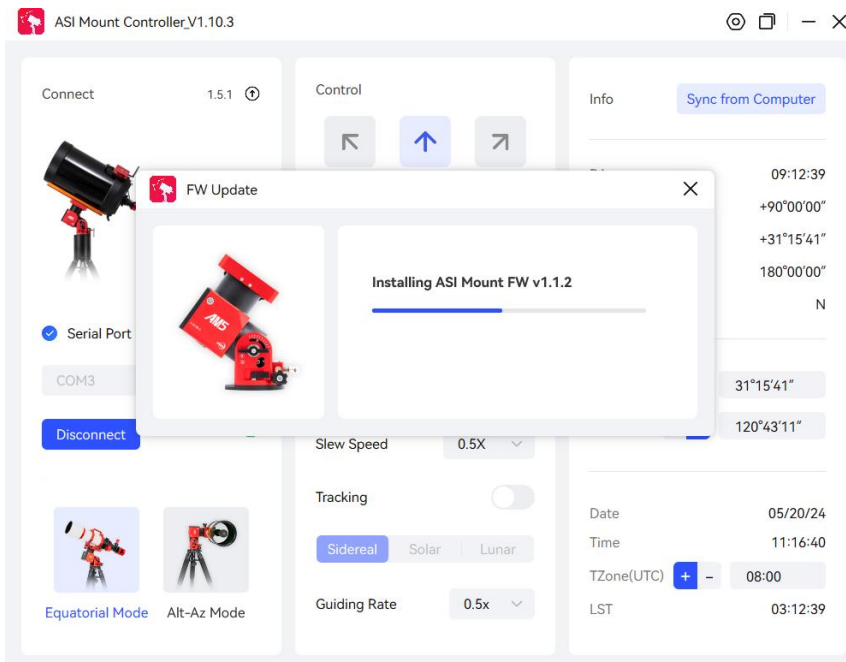 ASI Mount Controller_V1.10.3
Connect
1.5.1
Serial Port
COM3
Disconnect
Equatorial Mode
Alt-Az Mode
Control
FW Update
AM5
Installing ASI Mount FW v1.1.2
Slew Speed
0.5X
Tracking
Sidereal
Solar
Lunar
Guiding Rate
0.5x
Info
Sync from Computer
09:12:39
+90°00′00″
+31°15′41″
180°00′00″
N
31°15′41″
120°43′11″
Date
05/20/24
Time
11:16:40
TZone(UTC)
+
-
08:00
LST
03:12:39